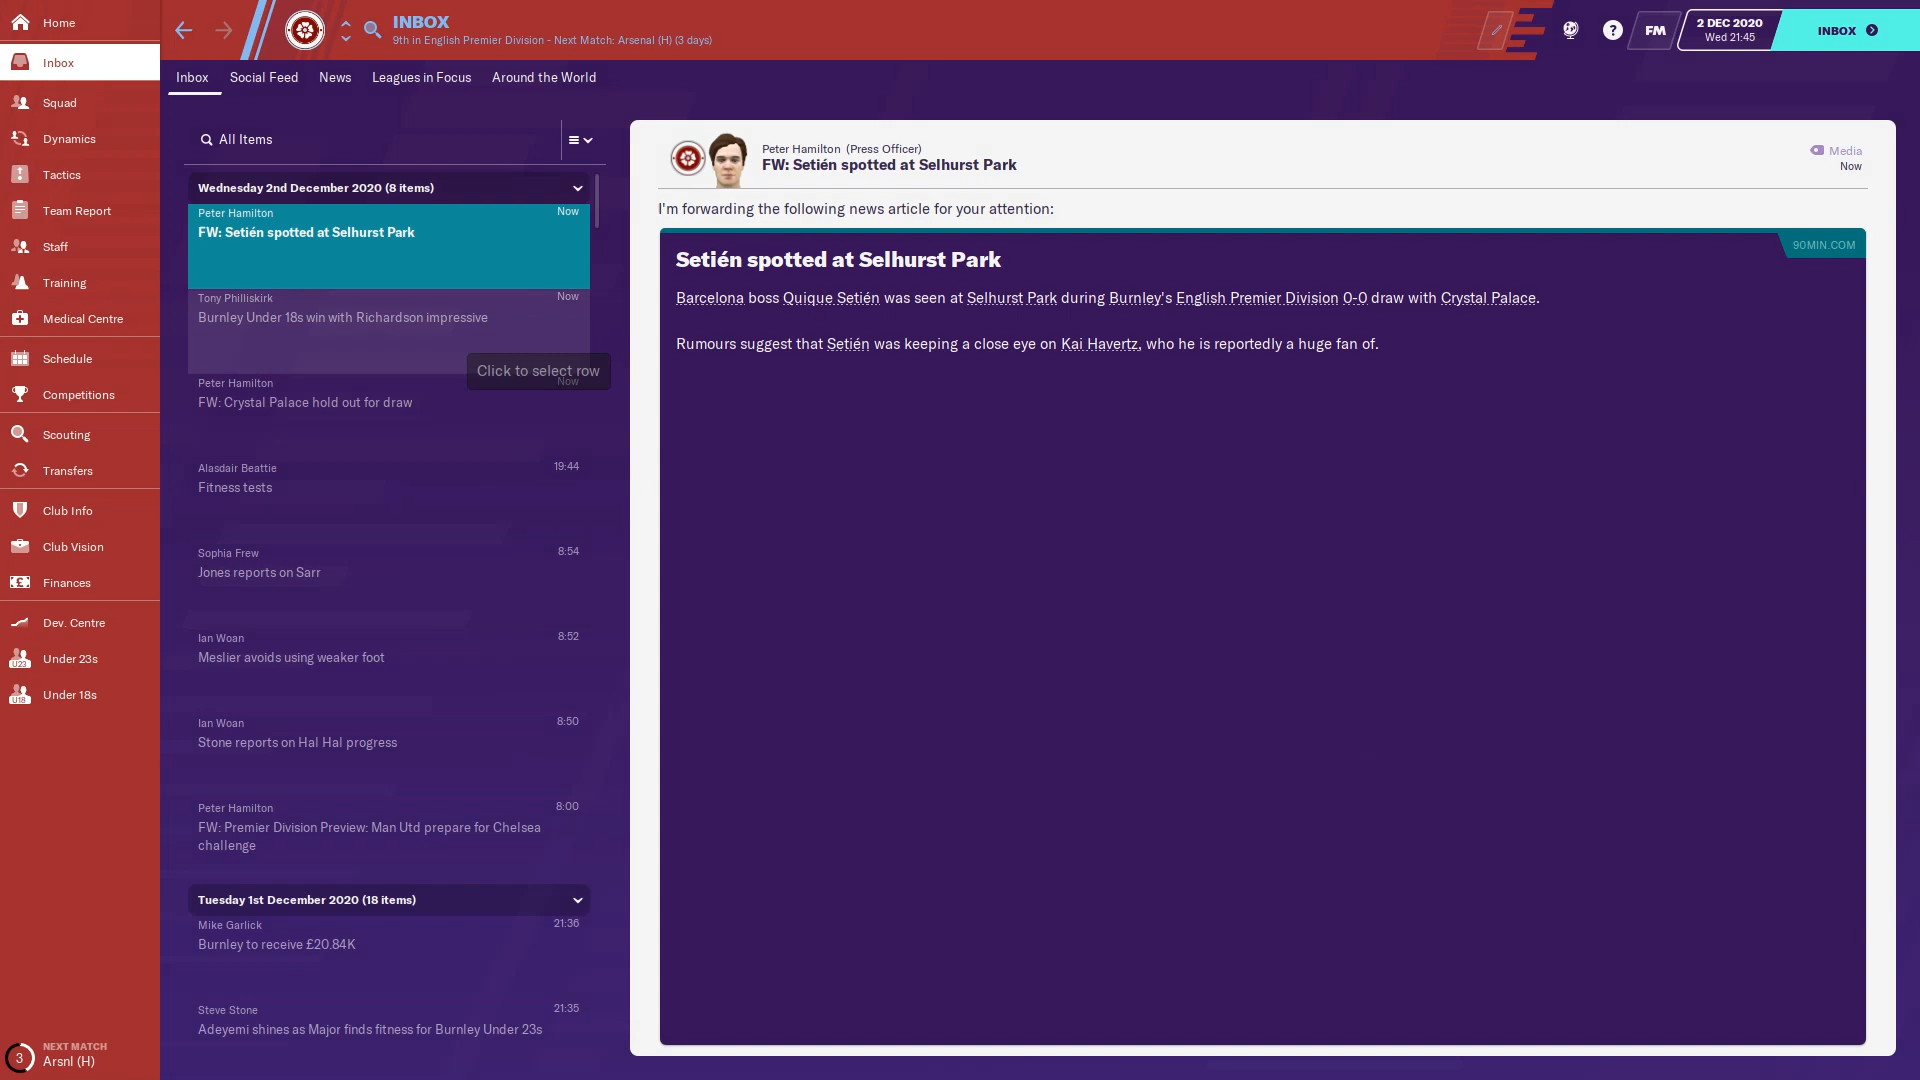 Home
Inbox
Squad
Dynamics
Tactics
Team Report
Staff
Training
Medical Centre
Schedule
Competitions
Scouting
Transfers
Club Info
Club Vision
Finances
Dev. Centre
U23
Under 23s
U18
Under 18s
3
NEXT MATCH
Arsnl (H)
INBOX
9th in English Premier Division - Next Match: Arsenal (H) (3 days)
?
FM
2 DEC 2020
Wed 21:45
INBOX
Inbox
Social Feed
News
Leagues in Focus
Around the World
All Items
Wednesday 2nd December 2020 (8 items)
Peter Hamilton
Now
FW: Setién spotted at Selhurst Park
Tony Philliskirk
Now
Burnley Under 18s win with Richardson impressive
Click to select row
Peter Hamilton
Now
FW: Crystal Palace hold out for draw
Alasdair Beattie
19:44
Fitness tests
Sophia Frew
8:54
Jones reports on Sarr
Ian Woan
8:52
Meslier avoids using weaker foot
Ian Woan
8:50
Stone reports on Hal Hal progress
Peter Hamilton
8:00
FW: Premier Division Preview: Man Utd prepare for Chelsea
challenge
Tuesday 1st December 2020 (18 items)
Mike Garlick
21:36
Burnley to receive £20.84K
Steve Stone
21:35
Adeyemi shines as Major finds fitness for Burnley Under 23s
Peter Hamilton (Press Officer)
FW: Setién spotted at Selhurst Park
Media
Now
I'm forwarding the following news article for your attention:
90MIN.COM
Setién spotted at Selhurst Park
Barcelona boss Quique Setién was seen at Selhurst Park during Burnley's English Premier Division 0-0 draw with Crystal Palace.
Rumours suggest that Setién was keeping a close eye on Kai Havertz, who he is reportedly a huge fan of.